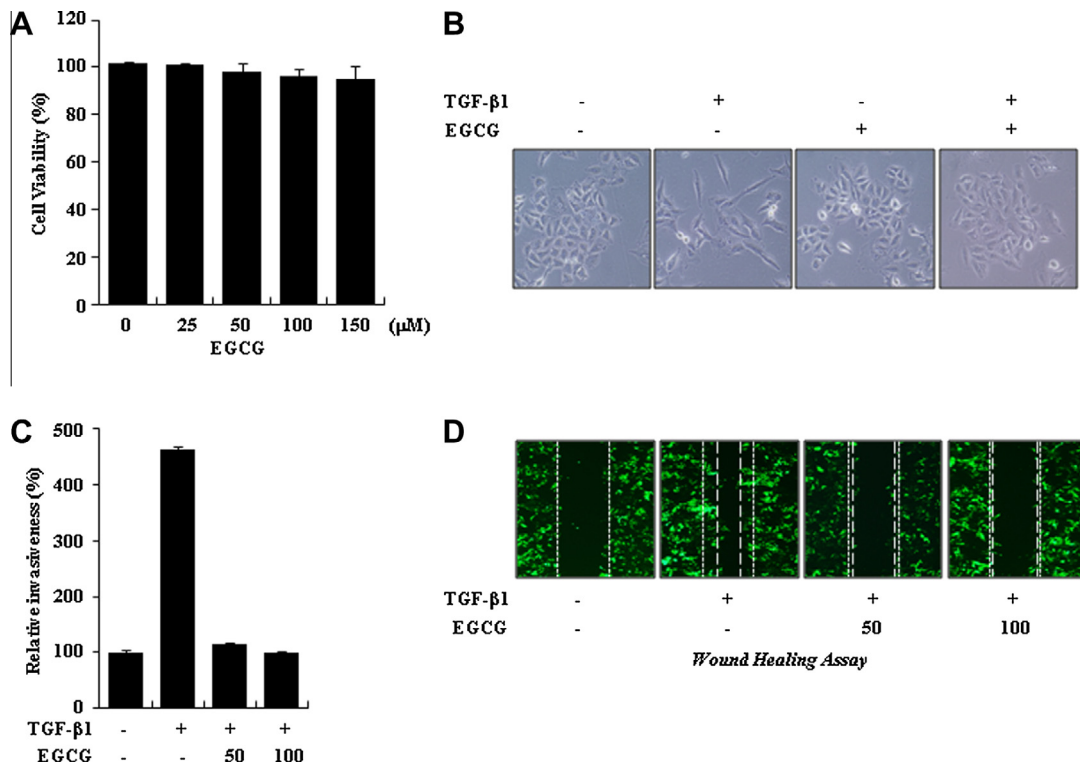 A
120
100
80
60
40
20
0
Cell Viability (%)
0 25 50 100 150 (μM)
EGCG
B
TGF-β1 - + - +
EGCG - - + +
C
500
400
300
200
100
0
Relative invasiveness (%)
TGF-β1 - + + +
EGCG - - 50 100
D
TGF-β1 - + + +
EGCG - - 50 100
Wound Healing Assay